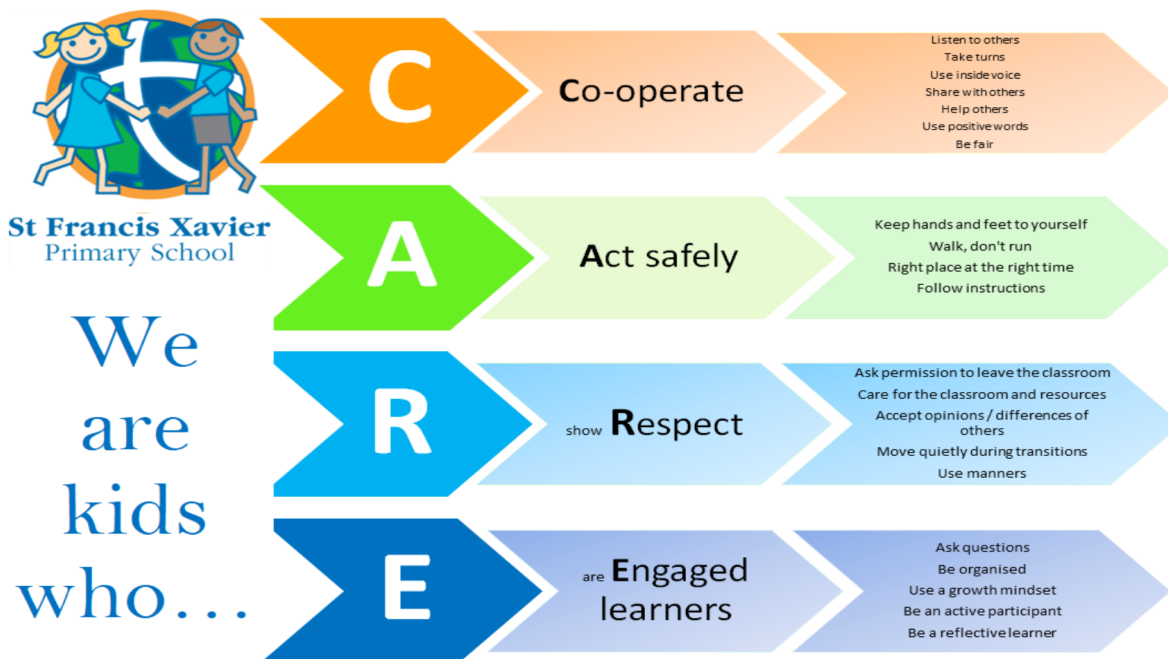 St Francis Xavier
Primary School
We
are
kids
who...
C
Co-operate
Listen to others
Take turns
Use inside voice
Share with others
Help others
Use positive words
Be fair
A
Act safely
Keep hands and feet to yourself
Walk, don't run
Right place at the right time
Follow instructions
R
show Respect
Ask permission to leave the classroom
Care for the classroom and resources
Accept opinions / differences of
others
Move quietly during transitions
Use manners
E
are Engaged
learners
Ask questions
Be organised
Use a growth mindset
Be an active participant
Be a reflective learner